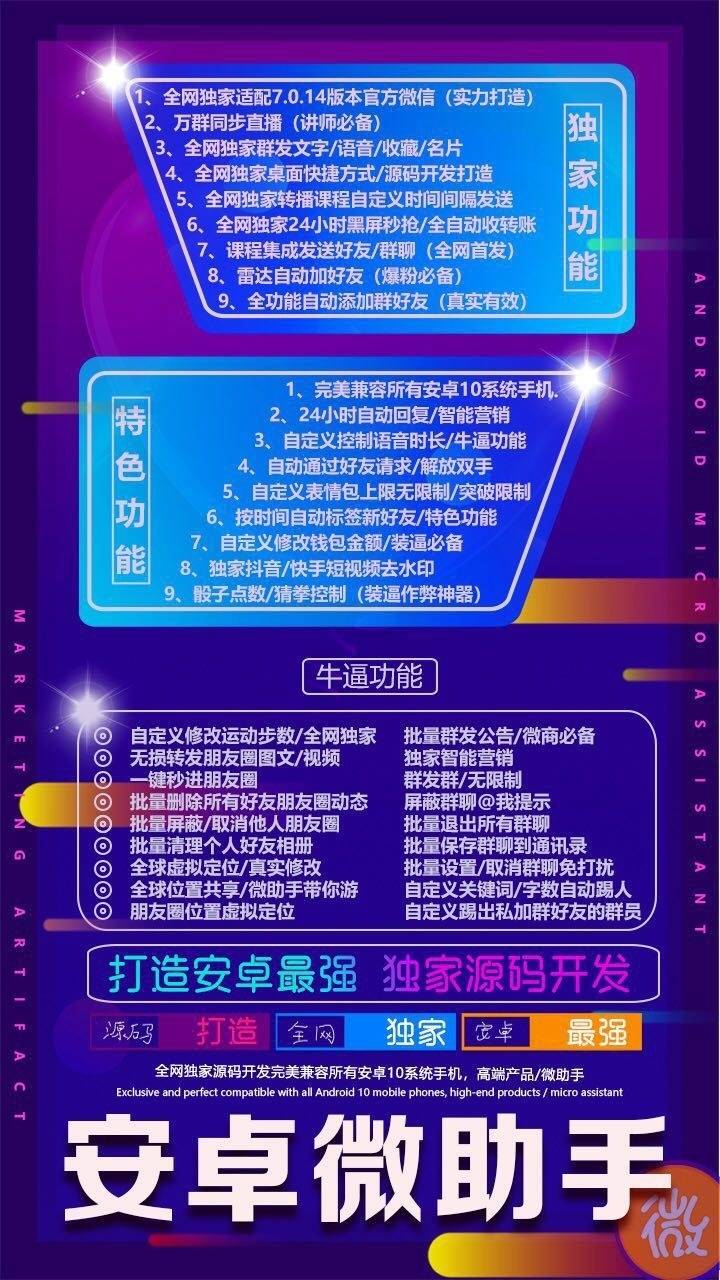 1、全网独家适配7.0.14版本官方微信（实力打造）
2、万群同步直播（讲师必备）
3、全网独家群发文字/语音/收藏/名片
4、全网独家桌面快捷方式/源码开发打造
5、全网独家转播课程自定义时间间隔发送
6、全网独家24小时黑屏秒抢/全自动收转账
7、课程集成发送好友/群聊（全网首发）
8、雷达自动加好友（爆粉必备）
9、全功能自动添加群好友（真实有效）
独家功能
特色功能
1、完美兼容所有安卓10系统手机.
2、24小时自动回复/智能营销
3、自定义控制语音时长/牛逼功能
4、自动通过好友请求/解放双手
5、自定义表情包上限无限制/突破限制
6、按时间自动标签新好友/特色功能
7、自定义修改钱包金额/装逼必备
8、独家抖音/快手短视频去水印
9、骰子点数/猜拳控制（装逼作弊神器）
ANDROID MICRO ASSISTANT
MARKETING ARTIFACT
牛逼功能
自定义修改运动步数/全网独家 批量群发公告/微商必备
无损转发朋友圈图文/视频 独家智能营销
一键秒进朋友圈 群发群/无限制
批量删除所有好友朋友圈动态 屏蔽群聊@我提示
批量屏蔽/取消他人朋友圈 批量退出所有群聊
批量清理个人好友相册 批量保存群聊到通讯录
全球虚拟定位/真实修改 批量设置/取消群聊免打扰
全球位置共享/微助手带你游 自定义关键词/字数自动踢人
朋友圈位置虚拟定位 自定义踢出私加群好友的群员
打造安卓最强 独家源码开发
源码 打造 全网 独家 安卓 最强
全网独家源码开发完美兼容所有安卓10系统手机，高端产品/微助手
Exclusive and perfect compatible with all Android 10 mobile phones, high-end products / micro assistant
安卓微助手
微